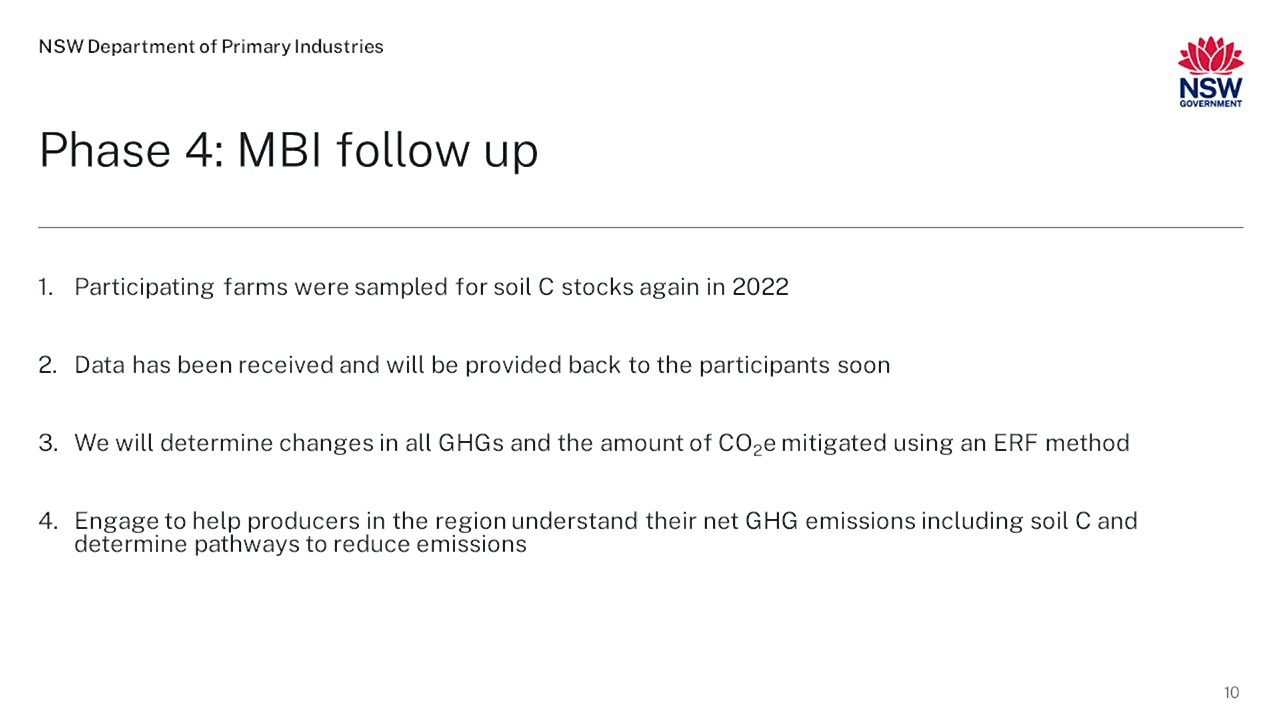 NSW Department of Primary Industries
NSW
GOVERNMENT
Phase 4: MBI follow up
1. Participating farms were sampled for soil C stocks again in 2022
2. Data has been received and will be provided back to the participants soon
3. We will determine changes in all GHGs and the amount of CO₂e mitigated using an ERF method
4. Engage to help producers in the region understand their net GHG emissions including soil C and
determine pathways to reduce emissions
10